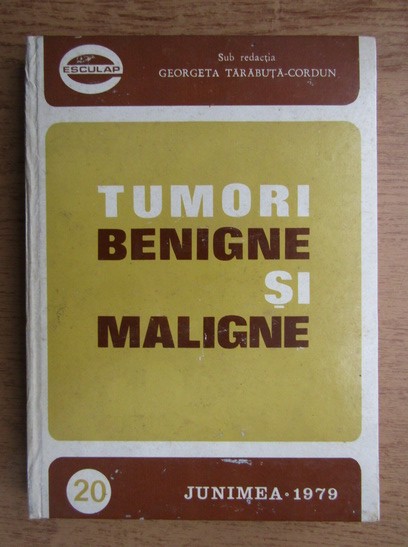 ESCULAP
Sub redacția
GEORGETA TĂRĂBUȚĂ-CORDUN
TUMORI
BENIGNE
ȘI
MALIGNE
20
JUNIMEA • 1979